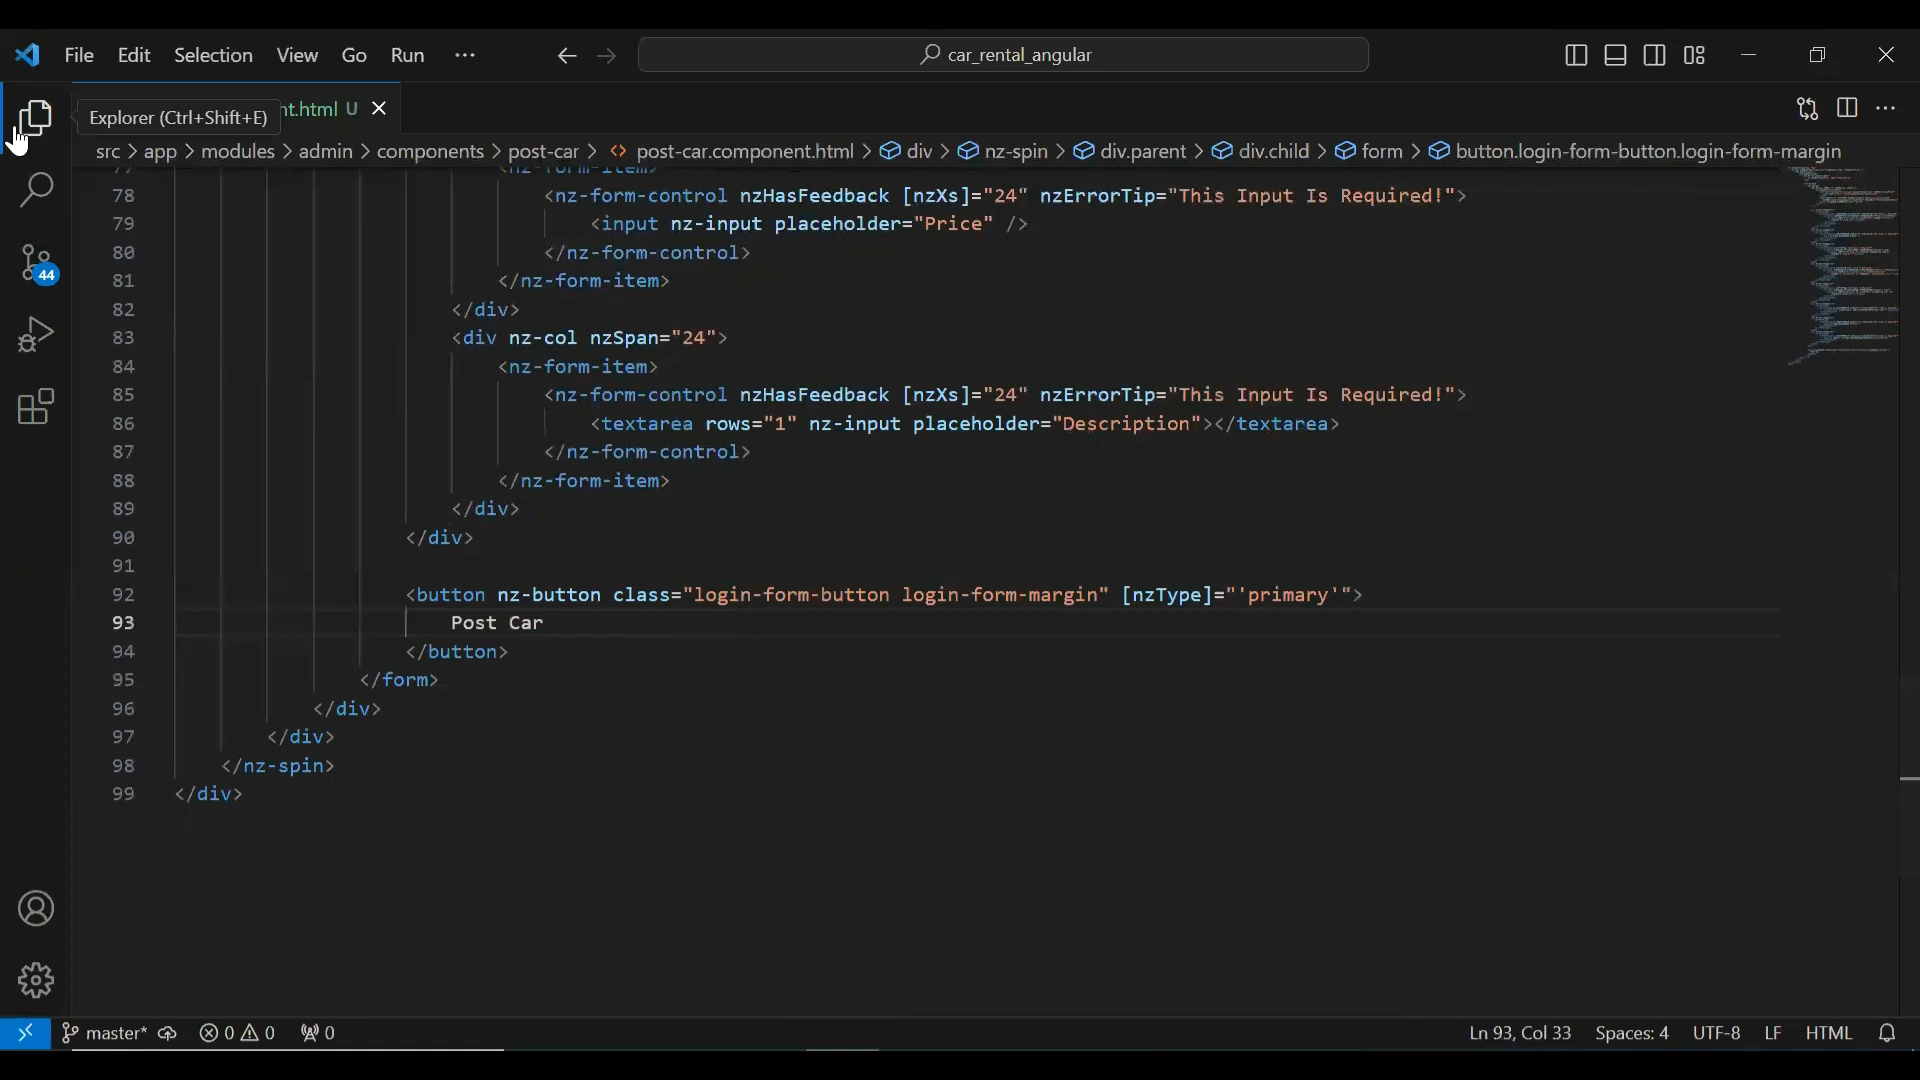 File Edit Selection View Go Run ··· car_rental_angular
Explorer (Ctrl+Shift+E) nt.html U
src > app > modules > admin > components > post-car > <> post-car.component.html > div > nz-spin > div.parent > div.child > form > button.login-form-button.login-form-margin
77 <nz-form-item>
78 <nz-form-control nzHasFeedback [nzXs]="24" nzErrorTip="This Input Is Required!">
79 <input nz-input placeholder="Price" />
80 </nz-form-control>
81 </nz-form-item>
82 </div>
83 <div nz-col nzSpan="24">
84 <nz-form-item>
85 <nz-form-control nzHasFeedback [nzXs]="24" nzErrorTip="This Input Is Required!">
86 <textarea rows="1" nz-input placeholder="Description"></textarea>
87 </nz-form-control>
88 </nz-form-item>
89 </div>
90 </div>
91
92 <button nz-button class="login-form-button login-form-margin" [nzType]="'primary'">
93 Post Car
94 </button>
95 </form>
96 </div>
97 </div>
98 </nz-spin>
99 </div>
44
master* 0 0 0 Ln 93, Col 33 Spaces: 4 UTF-8 LF HTML